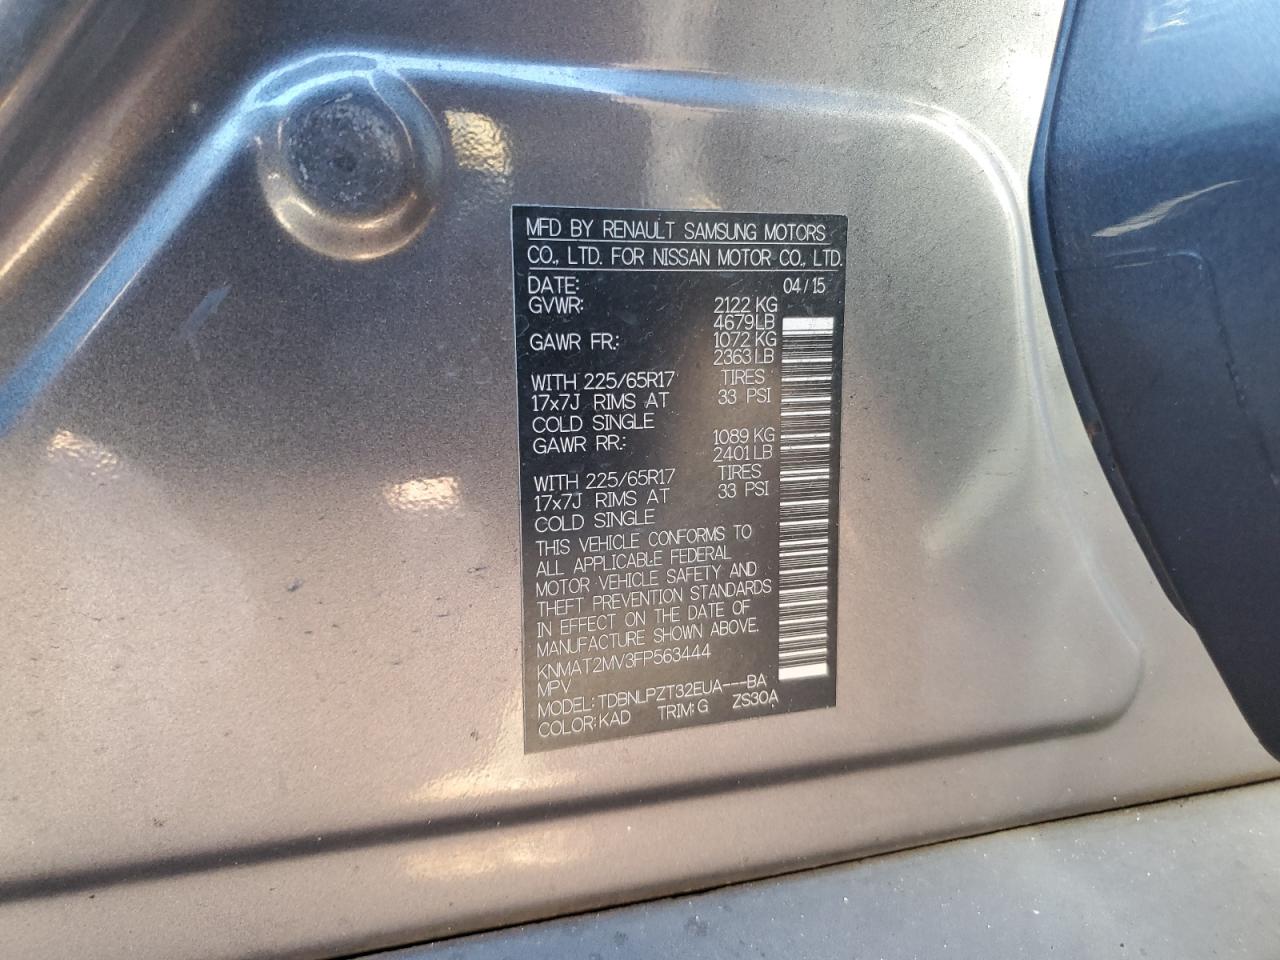 MFD BY RENAULT SAMSUNG MOTORS
CO., LTD. FOR NISSAN MOTOR CO., LTD.
DATE: 04/15
GVWR: 2122 KG
4679LB
GAWR FR.: 1072 KG
2363LB
WITH 225/65R17 TIRES
17x7J RIMS AT 33 PSI
COLD SINGLE
GAWR RR.: 1089 KG
2401LB
WITH 225/65R17 TIRES
17x7J RIMS AT 33 PSI
COLD SINGLE
THIS VEHICLE CONFORMS TO
ALL APPLICABLE FEDERAL
MOTOR VEHICLE SAFETY AND
THEFT PREVENTION STANDARDS
IN EFFECT ON THE DATE OF
MANUFACTURE SHOWN ABOVE.
KNMAT2MV3FP563444
MPV
MODEL: TDBNLPZT32EUA---BA
COLOR: KAD TRIM: G ZS30A